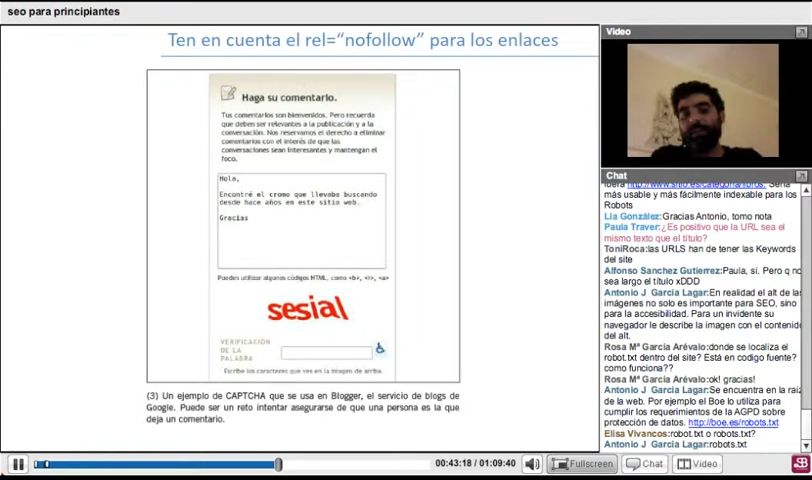 seo para principiantes
Ten en cuenta el rel=“nofollow” para los enlaces
Haga su comentario.
Tus comentarios son bienvenidos. Pero recuerda
que deben ser relevantes a la publicación y a la
conversación. Nos reservamos el derecho a eliminar
comentarios con el interés de que las
conversaciones sean interesantes y mantengan el
foco.
Hola,
Encontré el cromo que llevaba buscando
desde hace años en este sitio web.
Gracias
Puedes utilizar algunos códigos HTML, como <b>, <i>, <a>
sesial
VERIFICACIÓN
DE LA
PALABRA
Escribe los caracteres que ves en la imagen de arriba.
(3) Un ejemplo de CAPTCHA que se usa en Blogger, el servicio de blogs de
Google. Puede ser un reto intentar asegurarse de que una persona es la que
deja un comentario.
Video
Chat
más usable y más fácilmente indexable para los
Robots
Lia González:Gracias Antonio, tomo nota
Paula Traver:¿Es positivo que la URL sea el
mismo texto que el título?
ToniRoca:las URLS han de tener las Keywords
del site
Alfonso Sanchez Gutierrez:Paula, sí. Pero q no
sea largo el título xDDD
Antonio J Garcia Lagar:En realidad el alt de las
imágenes no solo es importante para SEO, sino
para la accesibilidad. Para un invidente su
navegador le describe la imagen con el contenido
del alt.
Rosa Mª García Arévalo:donde se localiza el
robot.txt dentro del site? Está en codigo fuente?
como funciona??
Rosa Mª García Arévalo:ok! gracias!
Antonio J Garcia Lagar:Se encuentra en la raiz
de la web. Por ejemplo el Boe lo utiliza para
cumplir los requerimientos de la AGPD sobre
protección de datos. http://boe.es/robots.txt
Elisa Vivancos:robot.txt o robots.txt?
Antonio J Garcia Lagar:robots.txt
00:43:18 / 01:09:40
Fullscreen
Chat
Video